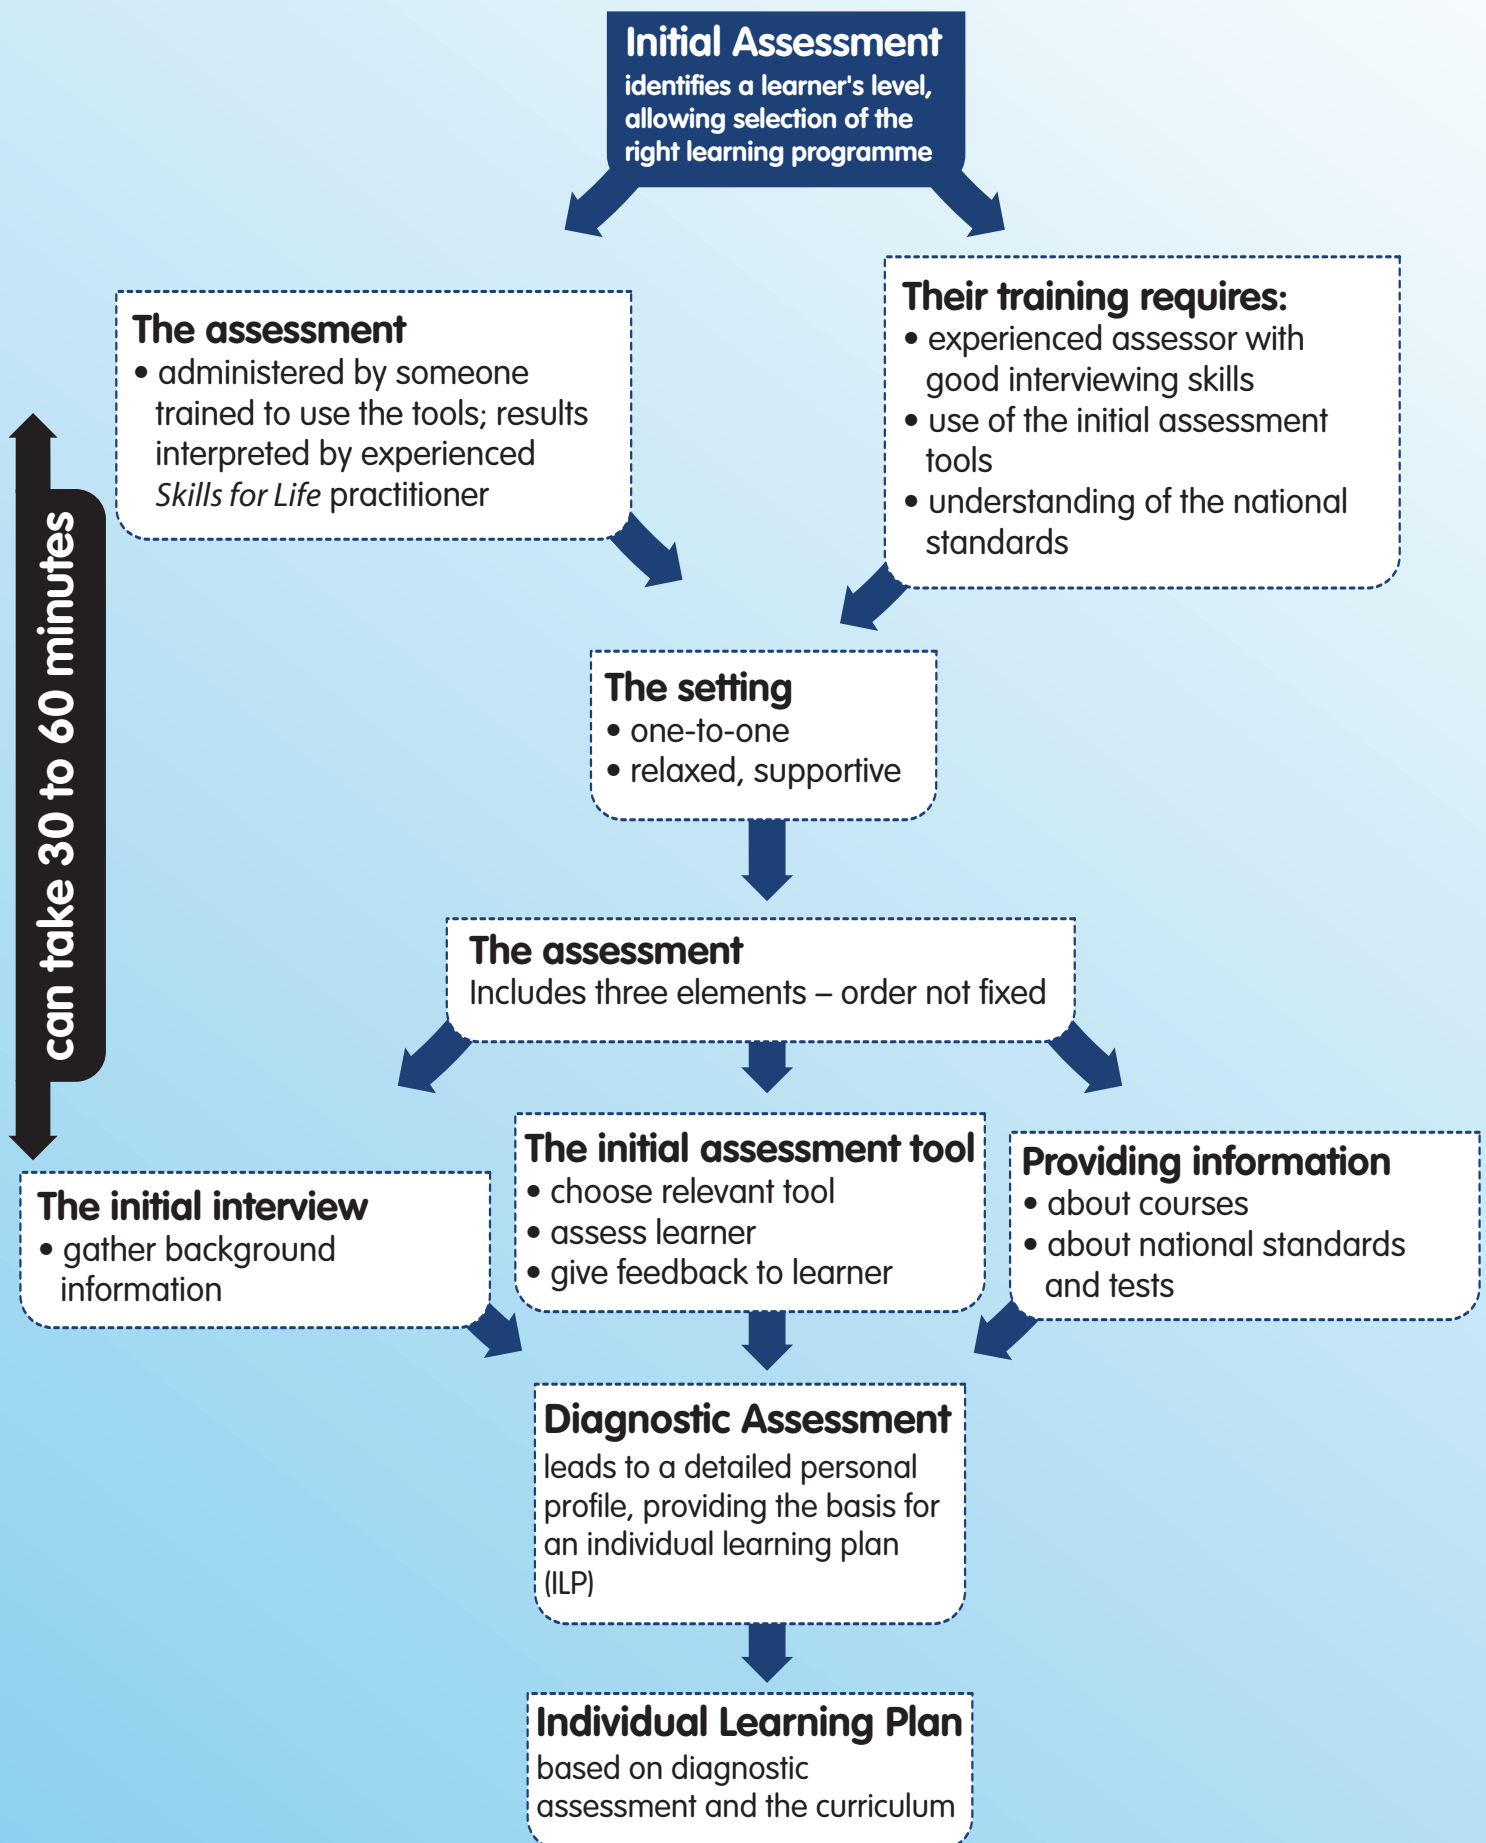 Initial Assessment
identifies a learner's level,
allowing selection of the
right learning programme
The assessment
• administered by someone
trained to use the tools; results
interpreted by experienced
Skills for Life practitioner
Their training requires:
• experienced assessor with
good interviewing skills
• use of the initial assessment
tools
• understanding of the national
standards
can take 30 to 60 minutes
The setting
• one-to-one
• relaxed, supportive
The assessment
Includes three elements – order not fixed
The initial interview
• gather background
information
The initial assessment tool
• choose relevant tool
• assess learner
• give feedback to learner
Providing information
• about courses
• about national standards
and tests
Diagnostic Assessment
leads to a detailed personal
profile, providing the basis for
an individual learning plan
(ILP)
Individual Learning Plan
based on diagnostic
assessment and the curriculum